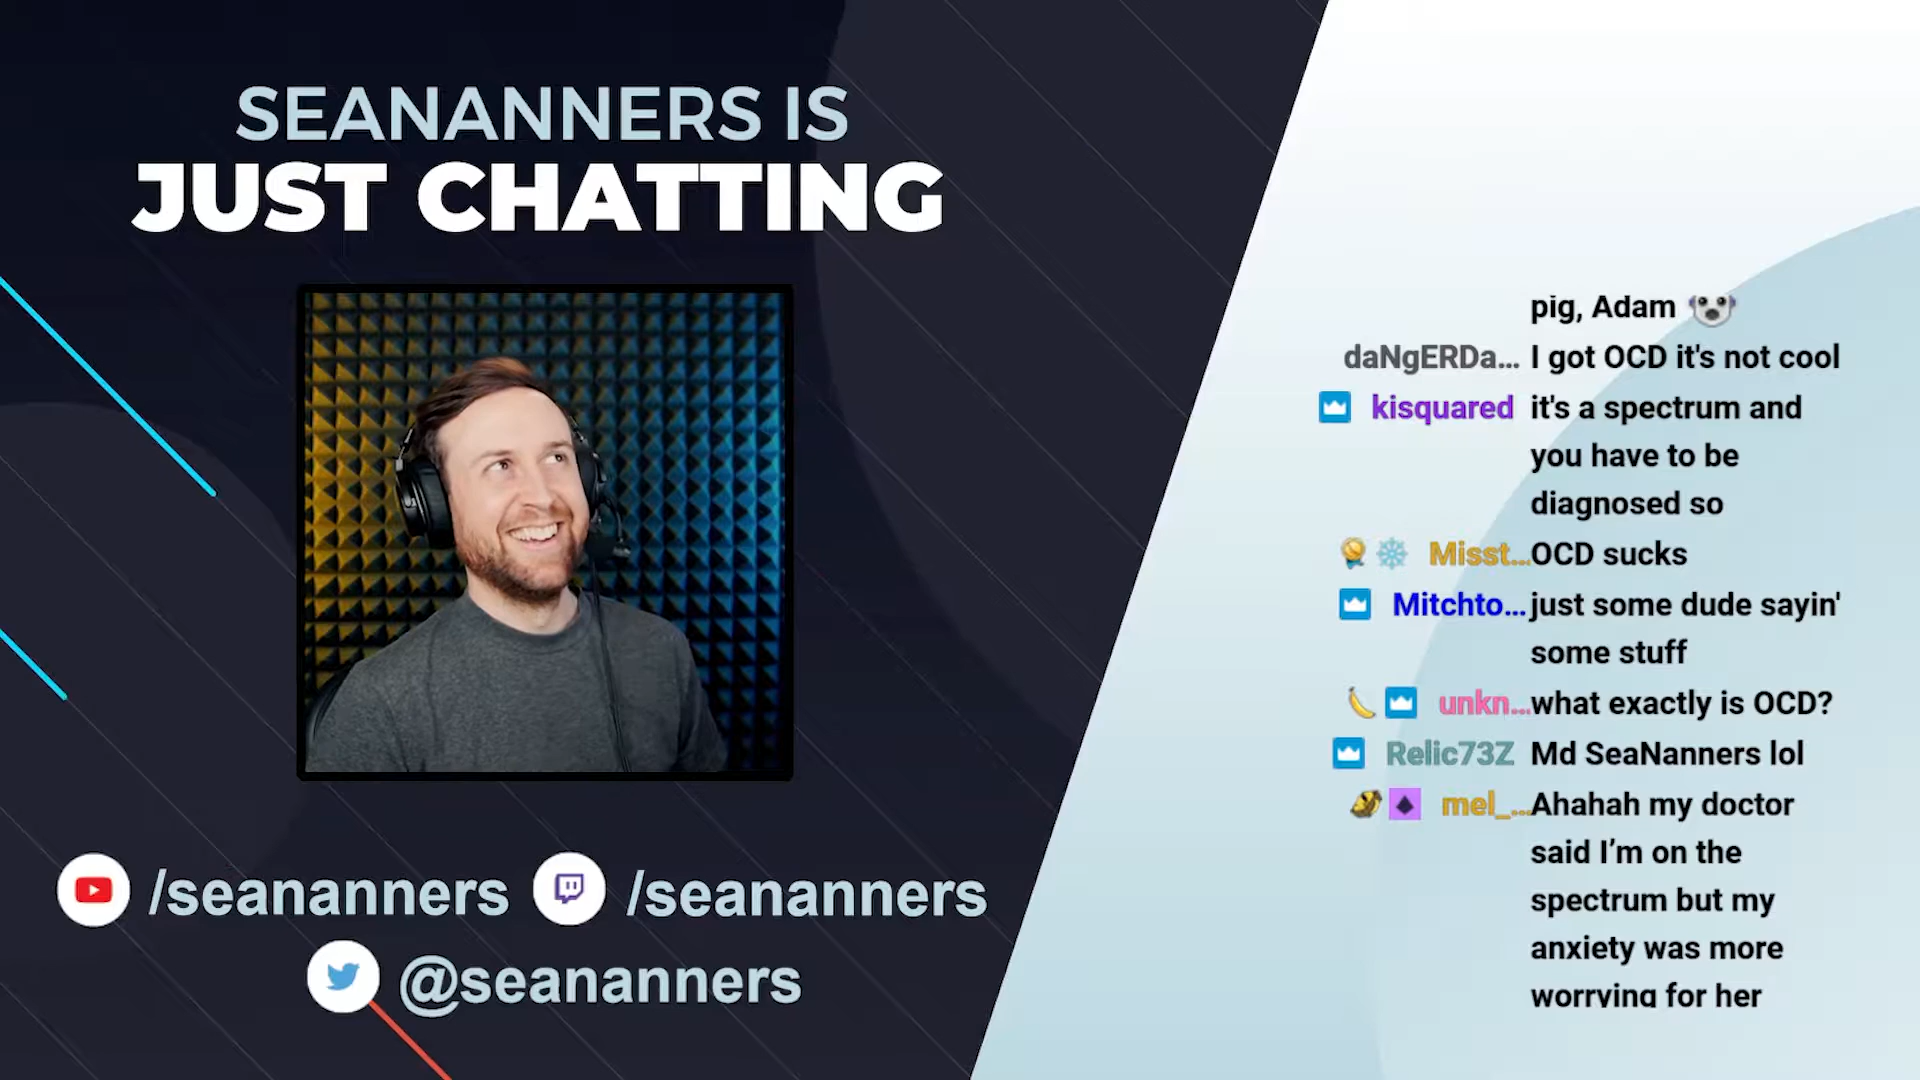 SEANANNERS IS
JUST CHATTING
/seananners /seananners
@seananners
pig, Adam
daNgERDa... I got OCD it's not cool
kisquared it's a spectrum and
you have to be
diagnosed so
Misst... OCD sucks
Mitchto... just some dude sayin'
some stuff
unkn... what exactly is OCD?
Relic73Z Md SeaNanners lol
mel_... Ahahah my doctor
said I’m on the
spectrum but my
anxiety was more
worrying for her